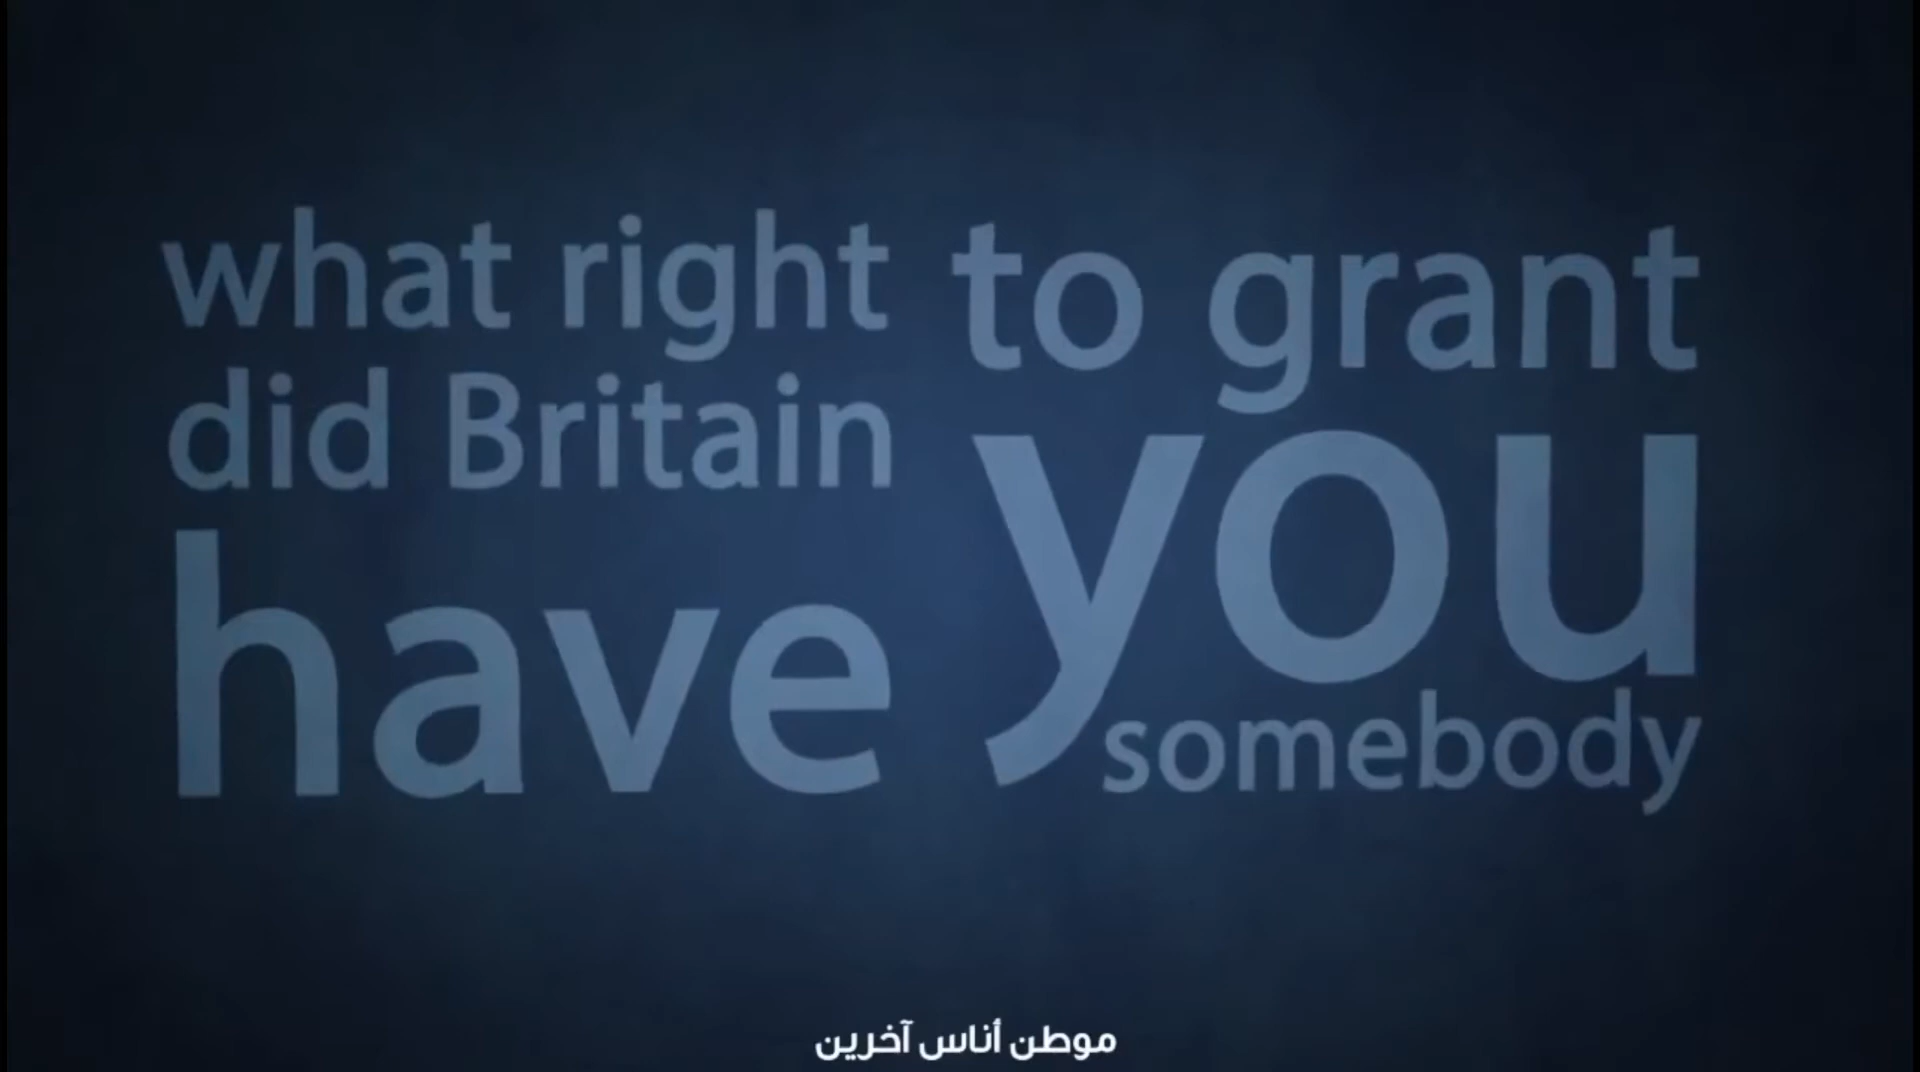 what right
did Britain
have
to grant
you
somebody
موطن أناس آخرين